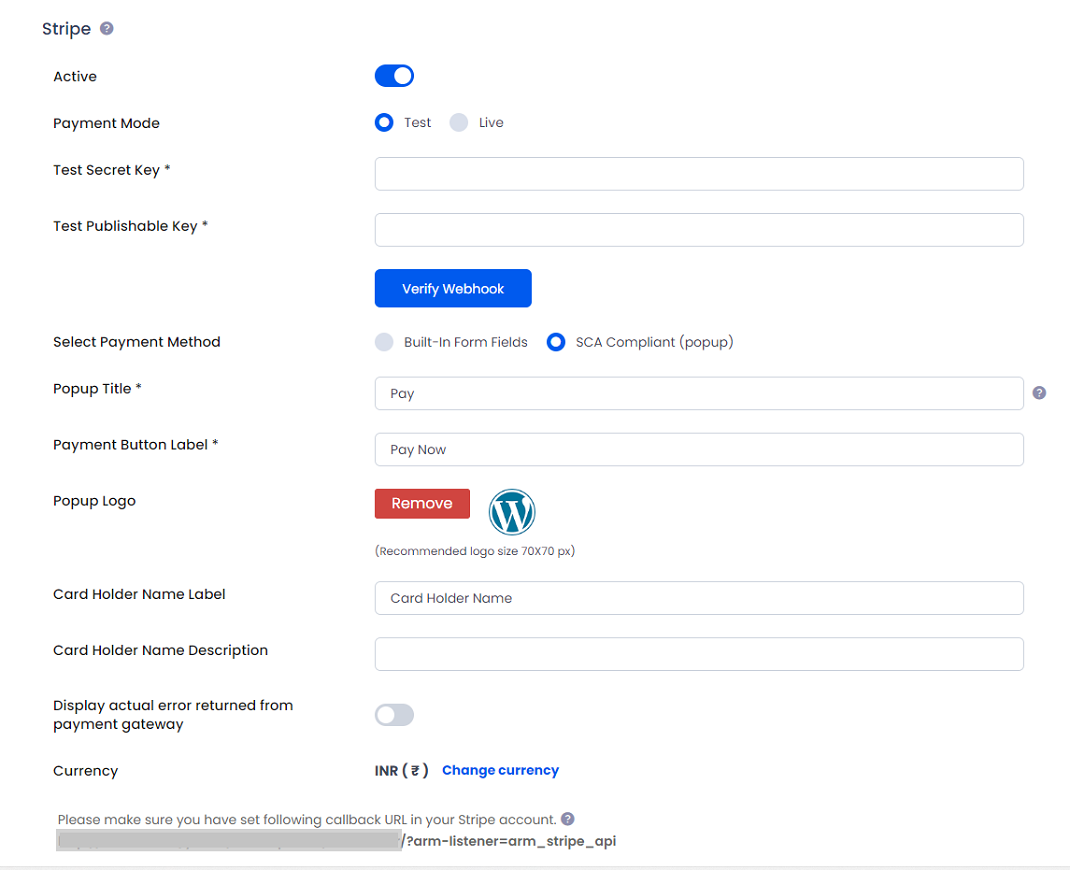 Stripe ?
Active
Payment Mode Test Live
Test Secret Key *
Test Publishable Key *
Verify Webhook
Select Payment Method Built-In Form Fields SCA Compliant (popup)
Popup Title * Pay ?
Payment Button Label * Pay Now
Popup Logo Remove
(Recommended logo size 70X70 px)
Card Holder Name Label Card Holder Name
Card Holder Name Description
Display actual error returned from
payment gateway
Currency INR ( ₹ ) Change currency
Please make sure you have set following callback URL in your Stripe account. ?
/?arm-listener=arm_stripe_api